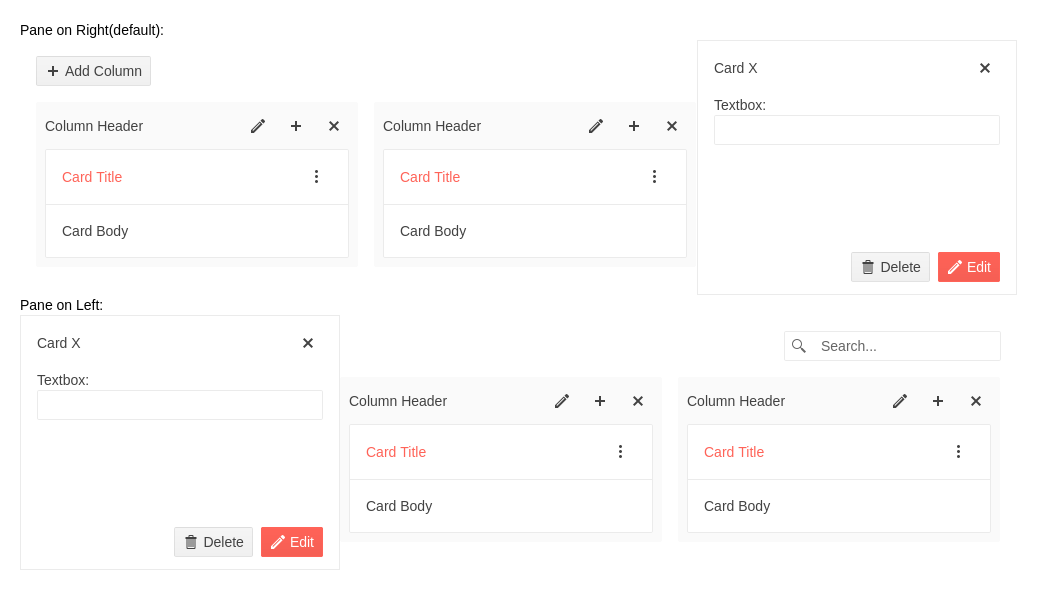 Pane on Right(default):
Add Column
Card X
Textbox:
Column Header
Column Header
Card Title
Card Title
Card Body
Card Body
Delete
Edit
Pane on Left:
Card X
Search...
Textbox:
Column Header
Column Header
Card Title
Card Title
Card Body
Card Body
Delete
Edit